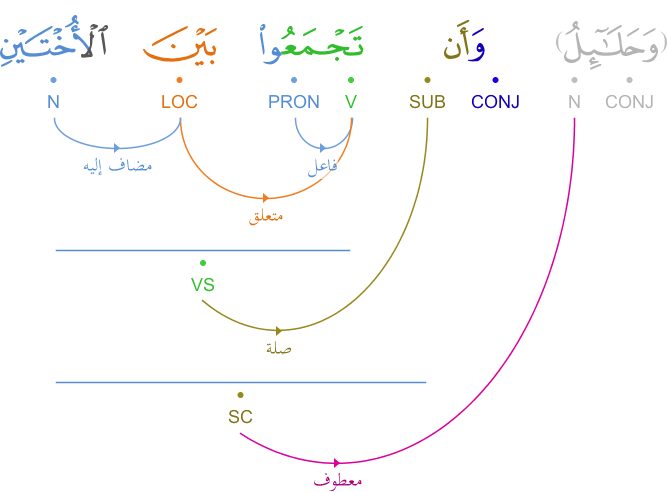 (وَحَلَـٰٓئِلُ) وَأَن تَجْمَعُوا۟ بَيْنَ ٱلْأُخْتَيْنِ
N LOC PRON V SUB CONJ N CONJ
مضاف إليه فاعل
متعلق
VS
صلة
SC
معطوف